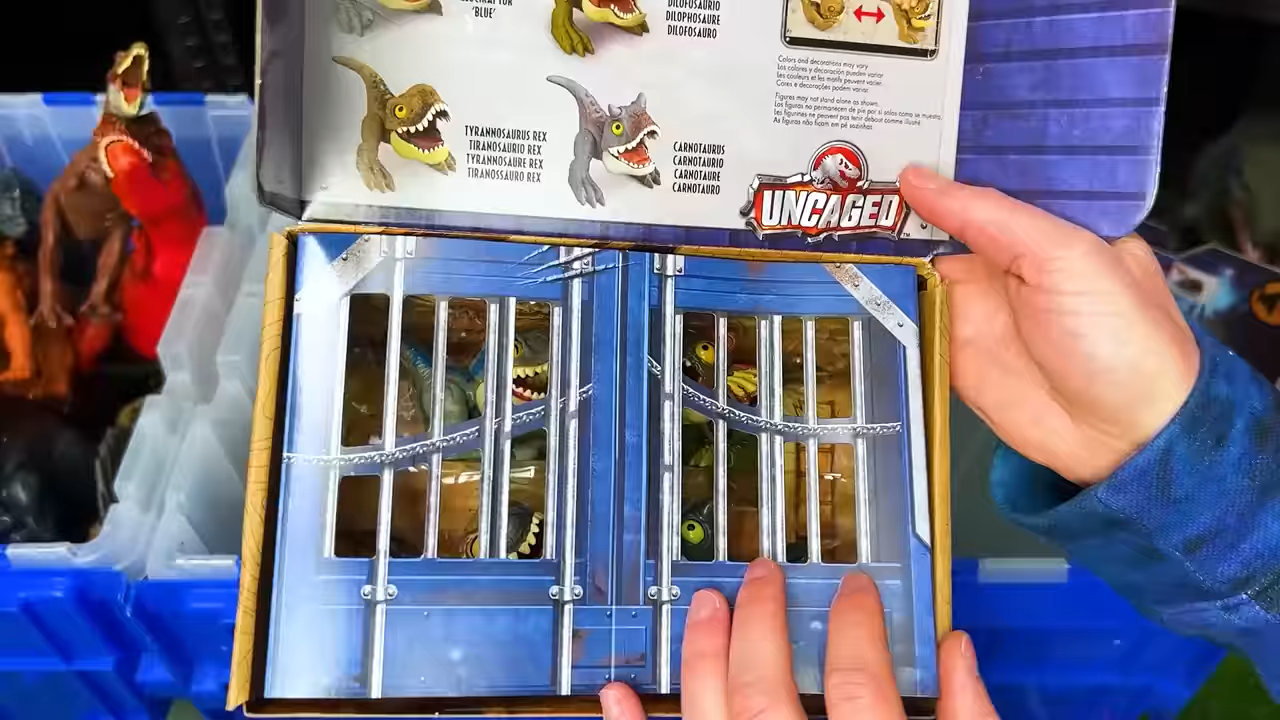 'BLUE'
DILOFOSAURIO
DILOPHOSAURE
DILOFOSAURO
Colors and decorations may vary
Los colores y decoración pueden variar
Les couleurs et les motifs peuvent varier
Cores e decorações podem variar
Figures may not stand alone as shown.
Las figuras no permanecen de pie por sí solas como se muestra.
Les figurines ne peuvent pas tenir debout comme illustré.
As figuras não ficam em pé sozinhas.
TYRANNOSAURUS REX
TIRANOSAURIO REX
TYRANNOSAURE REX
TIRANOSSAURO REX
CARNOTAURUS
CARNOTAURIO
CARNOTAURE
CARNOTAURO
UNCAGED